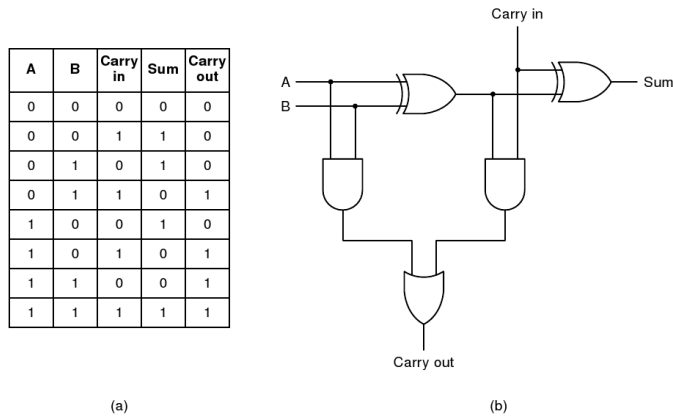 A B Carry in Sum Carry out
0 0 0 0 0
0 0 1 1 0
0 1 0 1 0
0 1 1 0 1
1 0 0 1 0
1 0 1 0 1
1 1 0 0 1
1 1 1 1 1
(a)
Carry in
A
B
Sum
Carry out
(b)